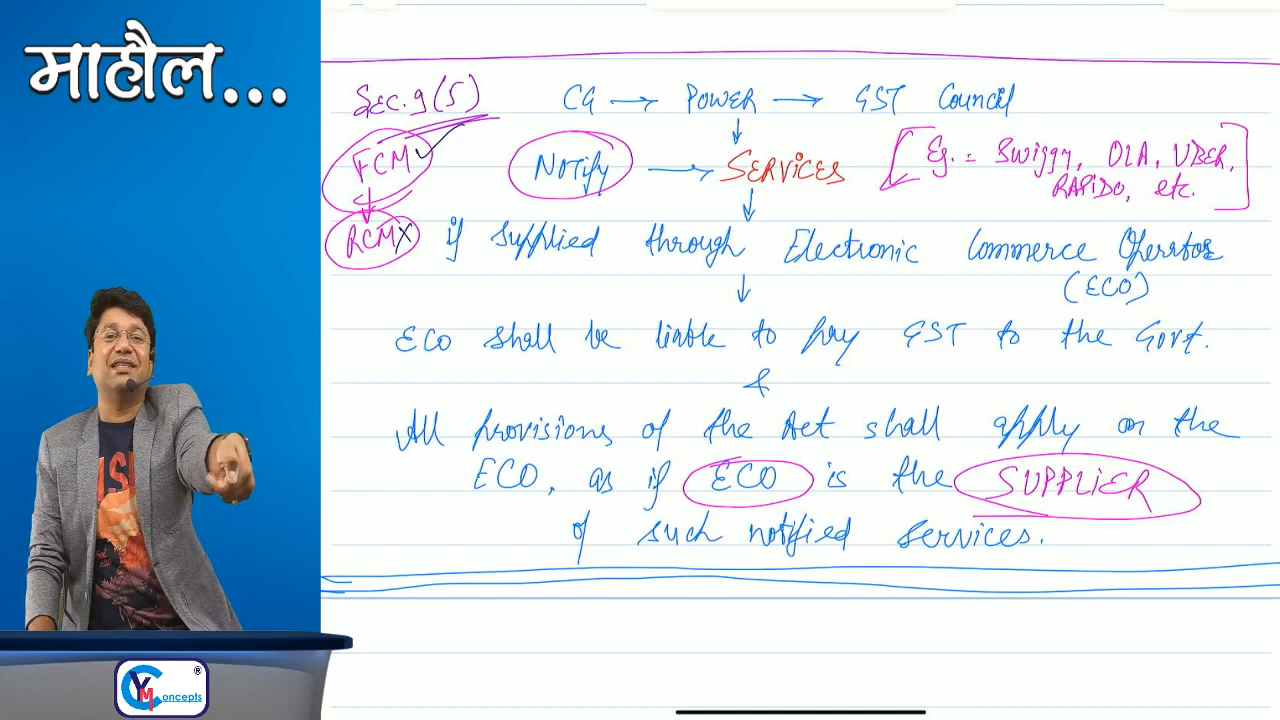 माहौल...
Sec. 9(5) CG → POWER → GST Council
FCM ✓ NOTIFY → SERVICES [Eg. = Swiggy, OLA, UBER,
RAPIDO, etc.]
RCM X if supplied through Electronic Commerce Operator
(ECO)
ECO shall be liable to pay GST to the Govt.
&
All provisions of the Act shall apply on the
ECO, as if ECO is the SUPPLIER
of such notified services.
CYM Concepts ®